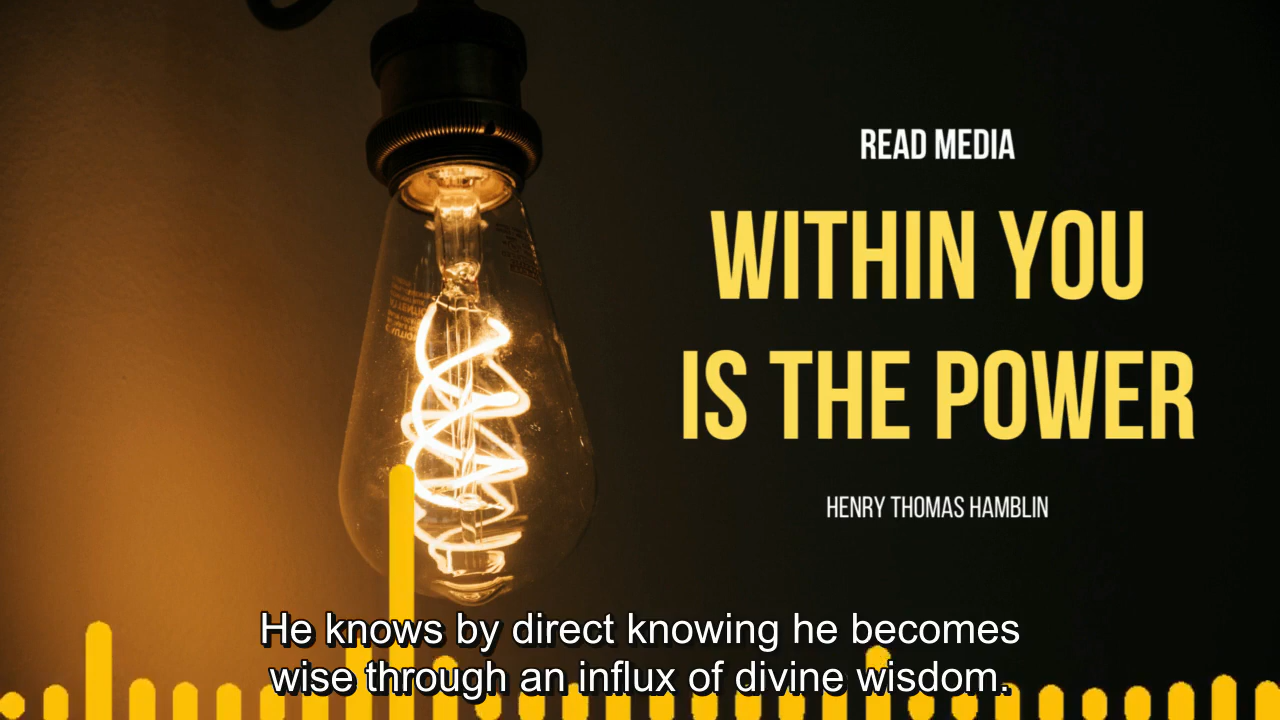 READ MEDIA
WITHIN YOU
IS THE POWER
HENRY THOMAS HAMBLIN
He knows by direct knowing he becomes
wise through an influx of divine wisdom.